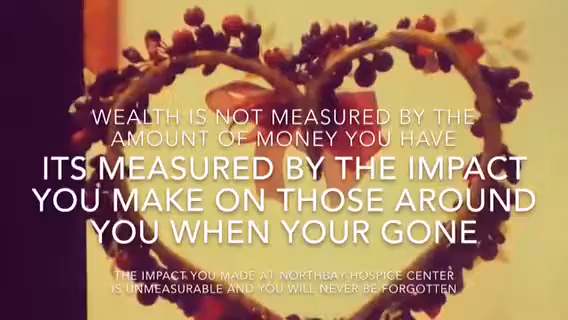 WEALTH IS NOT MEASURED BY THE
AMOUNT OF MONEY YOU HAVE
ITS MEASURED BY THE IMPACT
YOU MAKE ON THOSE AROUND
YOU WHEN YOUR GONE
THE IMPACT YOU MADE AT NORTHBAY HOSPICE CENTER
IS UNMEASURABLE AND YOU WILL NEVER BE FORGOTTEN